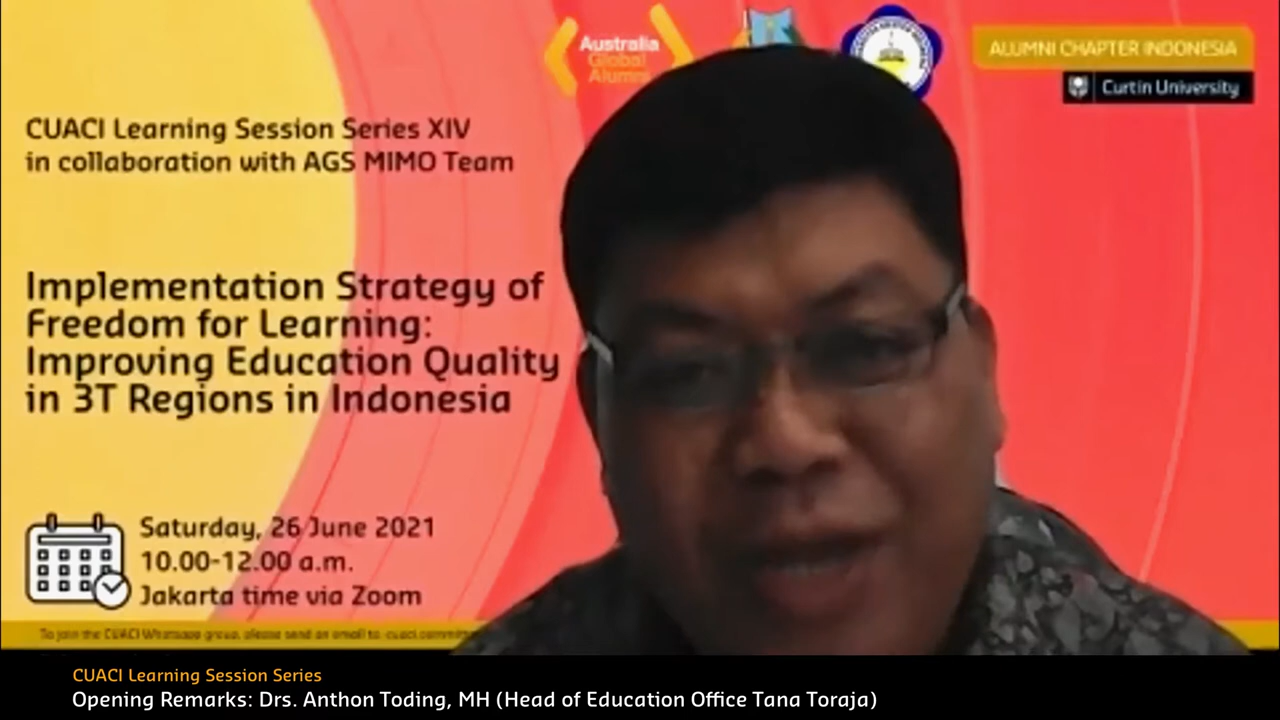 Australia
Global
Alumni
ALUMNI CHAPTER INDONESIA
Curtin University
CUACI Learning Session Series XIV
in collaboration with AGS MIMO Team
Implementation Strategy of
Freedom for Learning:
Improving Education Quality
in 3T Regions in Indonesia
Saturday, 26 June 2021
10.00-12.00 a.m.
Jakarta time via Zoom
To join the CUACI Whatsapp group, please send an email to:
CUACI Learning Session Series
Opening Remarks: Drs. Anthon Toding, MH (Head of Education Office Tana Toraja)